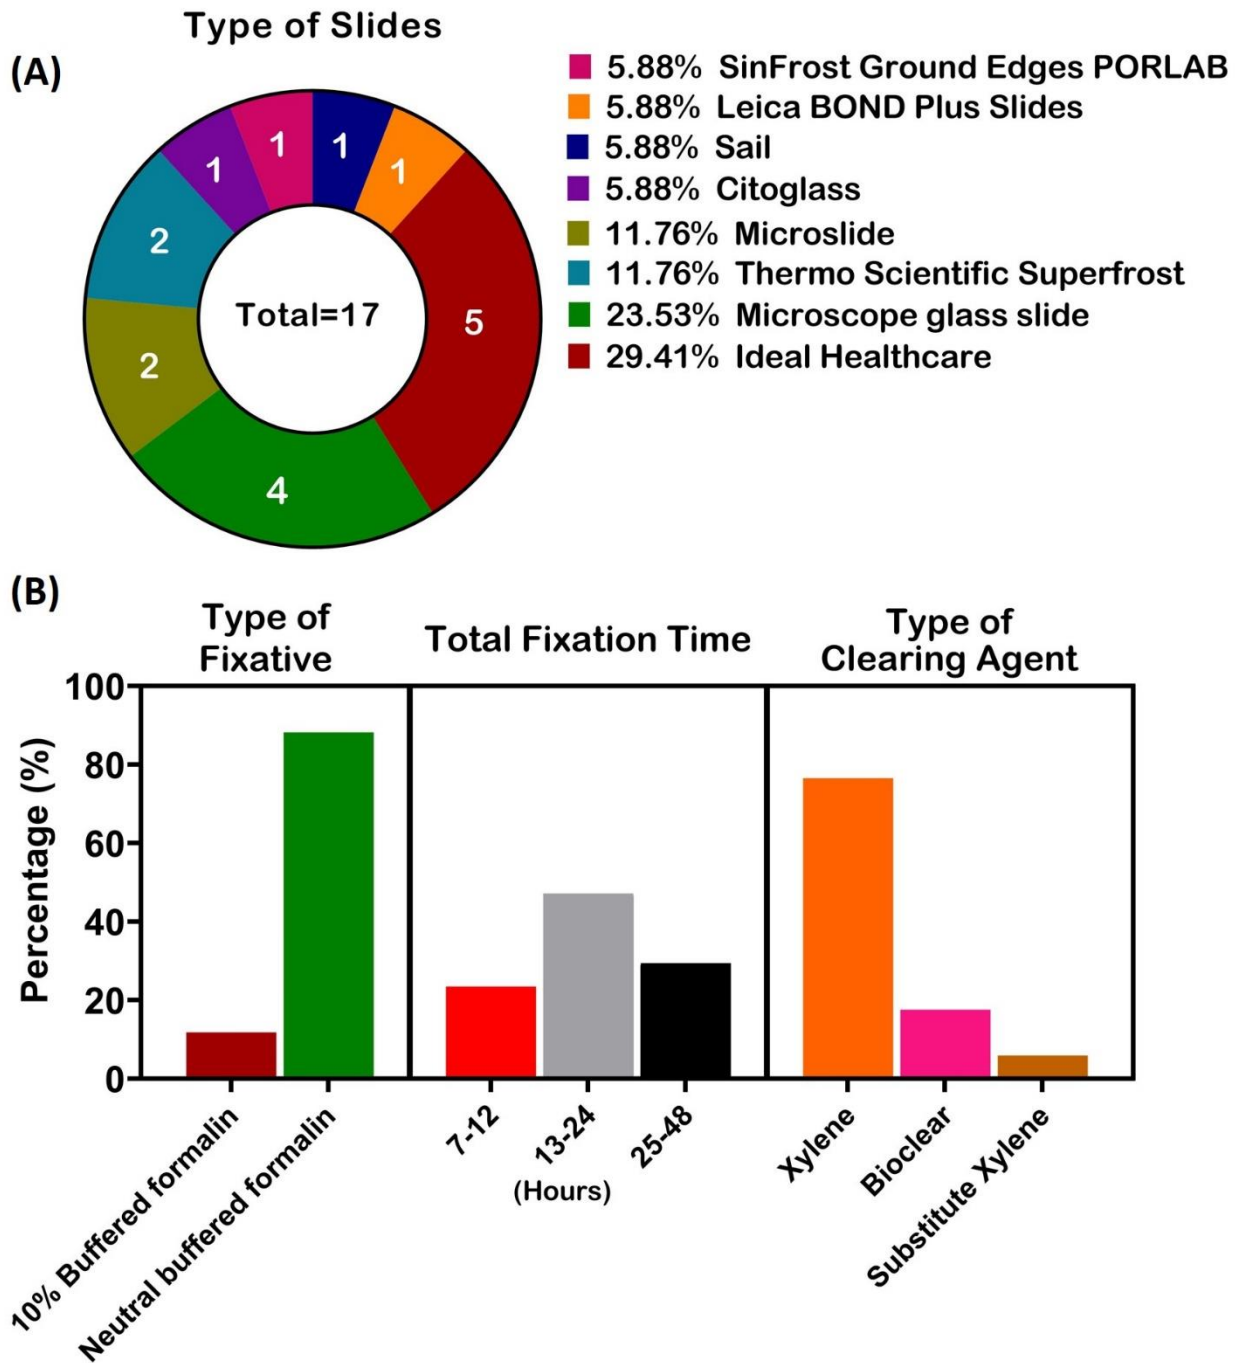 Type of Slides
(A)
5.88% SinFrost Ground Edges PORLAB
5.88% Leica BOND Plus Slides
5.88% Sail
5.88% Citoglass
11.76% Microslide
11.76% Thermo Scientific Superfrost
23.53% Microscope glass slide
29.41% Ideal Healthcare
1
1
1
1
2
5
2
4
Total=17
(B)
Type of
Fixative
Total Fixation Time
Type of
Clearing Agent
Percentage (%)
100
80
60
40
20
0
10% Buffered formalin
Neutral buffered formalin
7-12
13-24
25-48
(Hours)
Xylene
Bioclear
Substitute Xylene